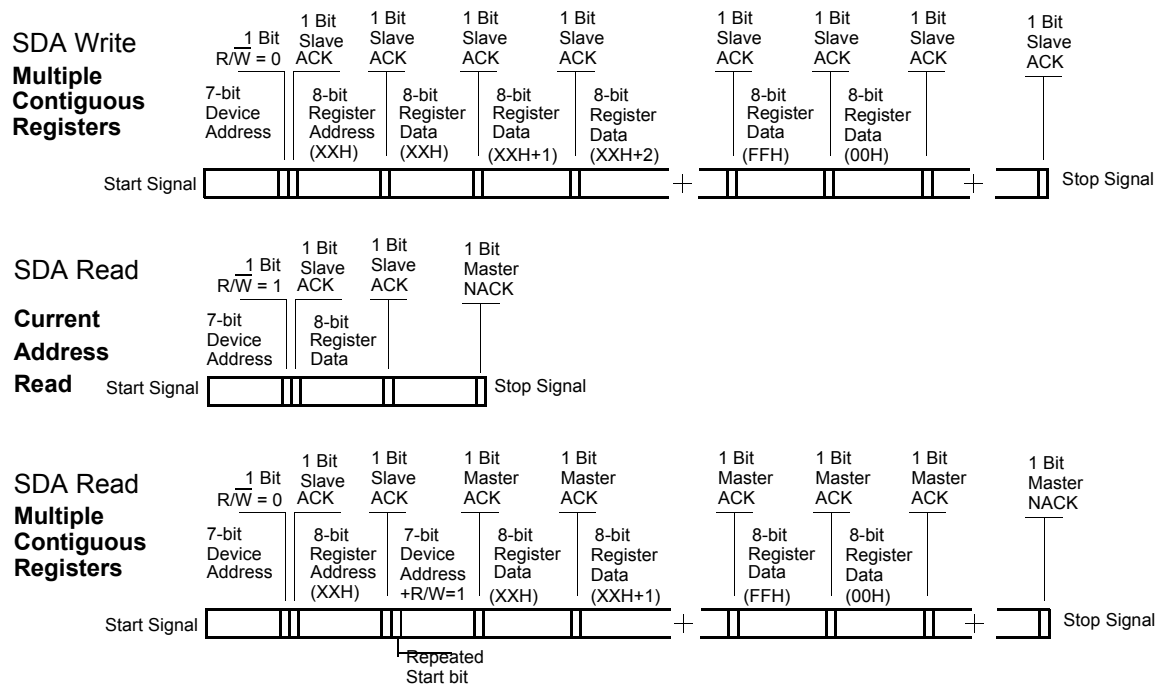 SDA Write
Multiple
Contiguous
Registers
1 Bit
R/W = 0
1 Bit
Slave
ACK
1 Bit
Slave
ACK
1 Bit
Slave
ACK
1 Bit
Slave
ACK
1 Bit
Slave
ACK
1 Bit
Slave
ACK
1 Bit
Slave
ACK
1 Bit
Slave
ACK
7-bit
Device
Address
8-bit
Register
Address
(XXH)
8-bit
Register
Data
(XXH)
8-bit
Register
Data
(XXH+1)
8-bit
Register
Data
(XXH+2)
8-bit
Register
Data
(FFH)
8-bit
Register
Data
(00H)
Start Signal
Stop Signal
SDA Read
Current
Address
Read
1 Bit
R/W = 1
1 Bit
Slave
ACK
1 Bit
Slave
ACK
1 Bit
Master
NACK
7-bit
Device
Address
8-bit
Register
Data
Start Signal
Stop Signal
SDA Read
Multiple
Contiguous
Registers
1 Bit
R/W = 0
1 Bit
Slave
ACK
1 Bit
Slave
ACK
1 Bit
Master
ACK
1 Bit
Master
ACK
1 Bit
Master
ACK
1 Bit
Master
ACK
1 Bit
Master
ACK
1 Bit
Master
NACK
7-bit
Device
Address
8-bit
Register
Address
(XXH)
7-bit
Device
Address
+R/W=1
8-bit
Register
Data
(XXH)
8-bit
Register
Data
(XXH+1)
8-bit
Register
Data
(FFH)
8-bit
Register
Data
(00H)
Start Signal
Stop Signal
Repeated
Start bit